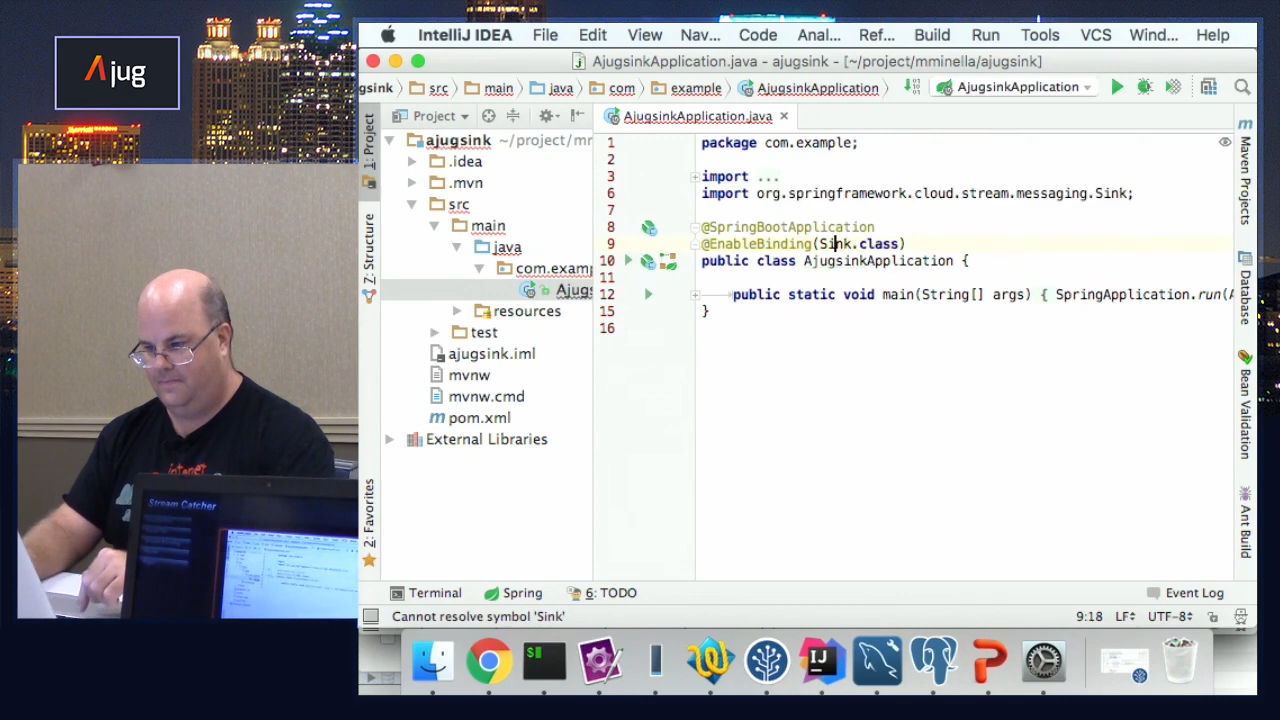 Ajug
IntelliJ IDEA File Edit View Nav... Code Anal... Ref... Build Run Tools VCS Wind... Help
AjugsinkApplication.java - ajugsink - [~/project/mminella/ajugsink]
gsink src main java com example AjugsinkApplication AjugsinkApplication
Project AjugsinkApplication.java
1: Project
Z: Structure
2: Favorites
ajugsink ~/project/mr
.idea
.mvn
src
main
java
com.examp
Ajugs
resources
test
ajugsink.iml
mvnw
mvnw.cmd
pom.xml
External Libraries
1 package com.example;
2
3 import ...
6 import org.springframework.cloud.stream.messaging.Sink;
7
8 @SpringBootApplication
9 @EnableBinding(Sink.class)
10 public class AjugsinkApplication {
11
12 public static void main(String[] args) { SpringApplication.run(
15 }
16
Maven Projects
Database
Bean Validation
Ant Build
Terminal Spring 6: TODO Event Log
Cannot resolve symbol 'Sink' 9:18 LF UTF-8
Stream Catcher
$
IJ